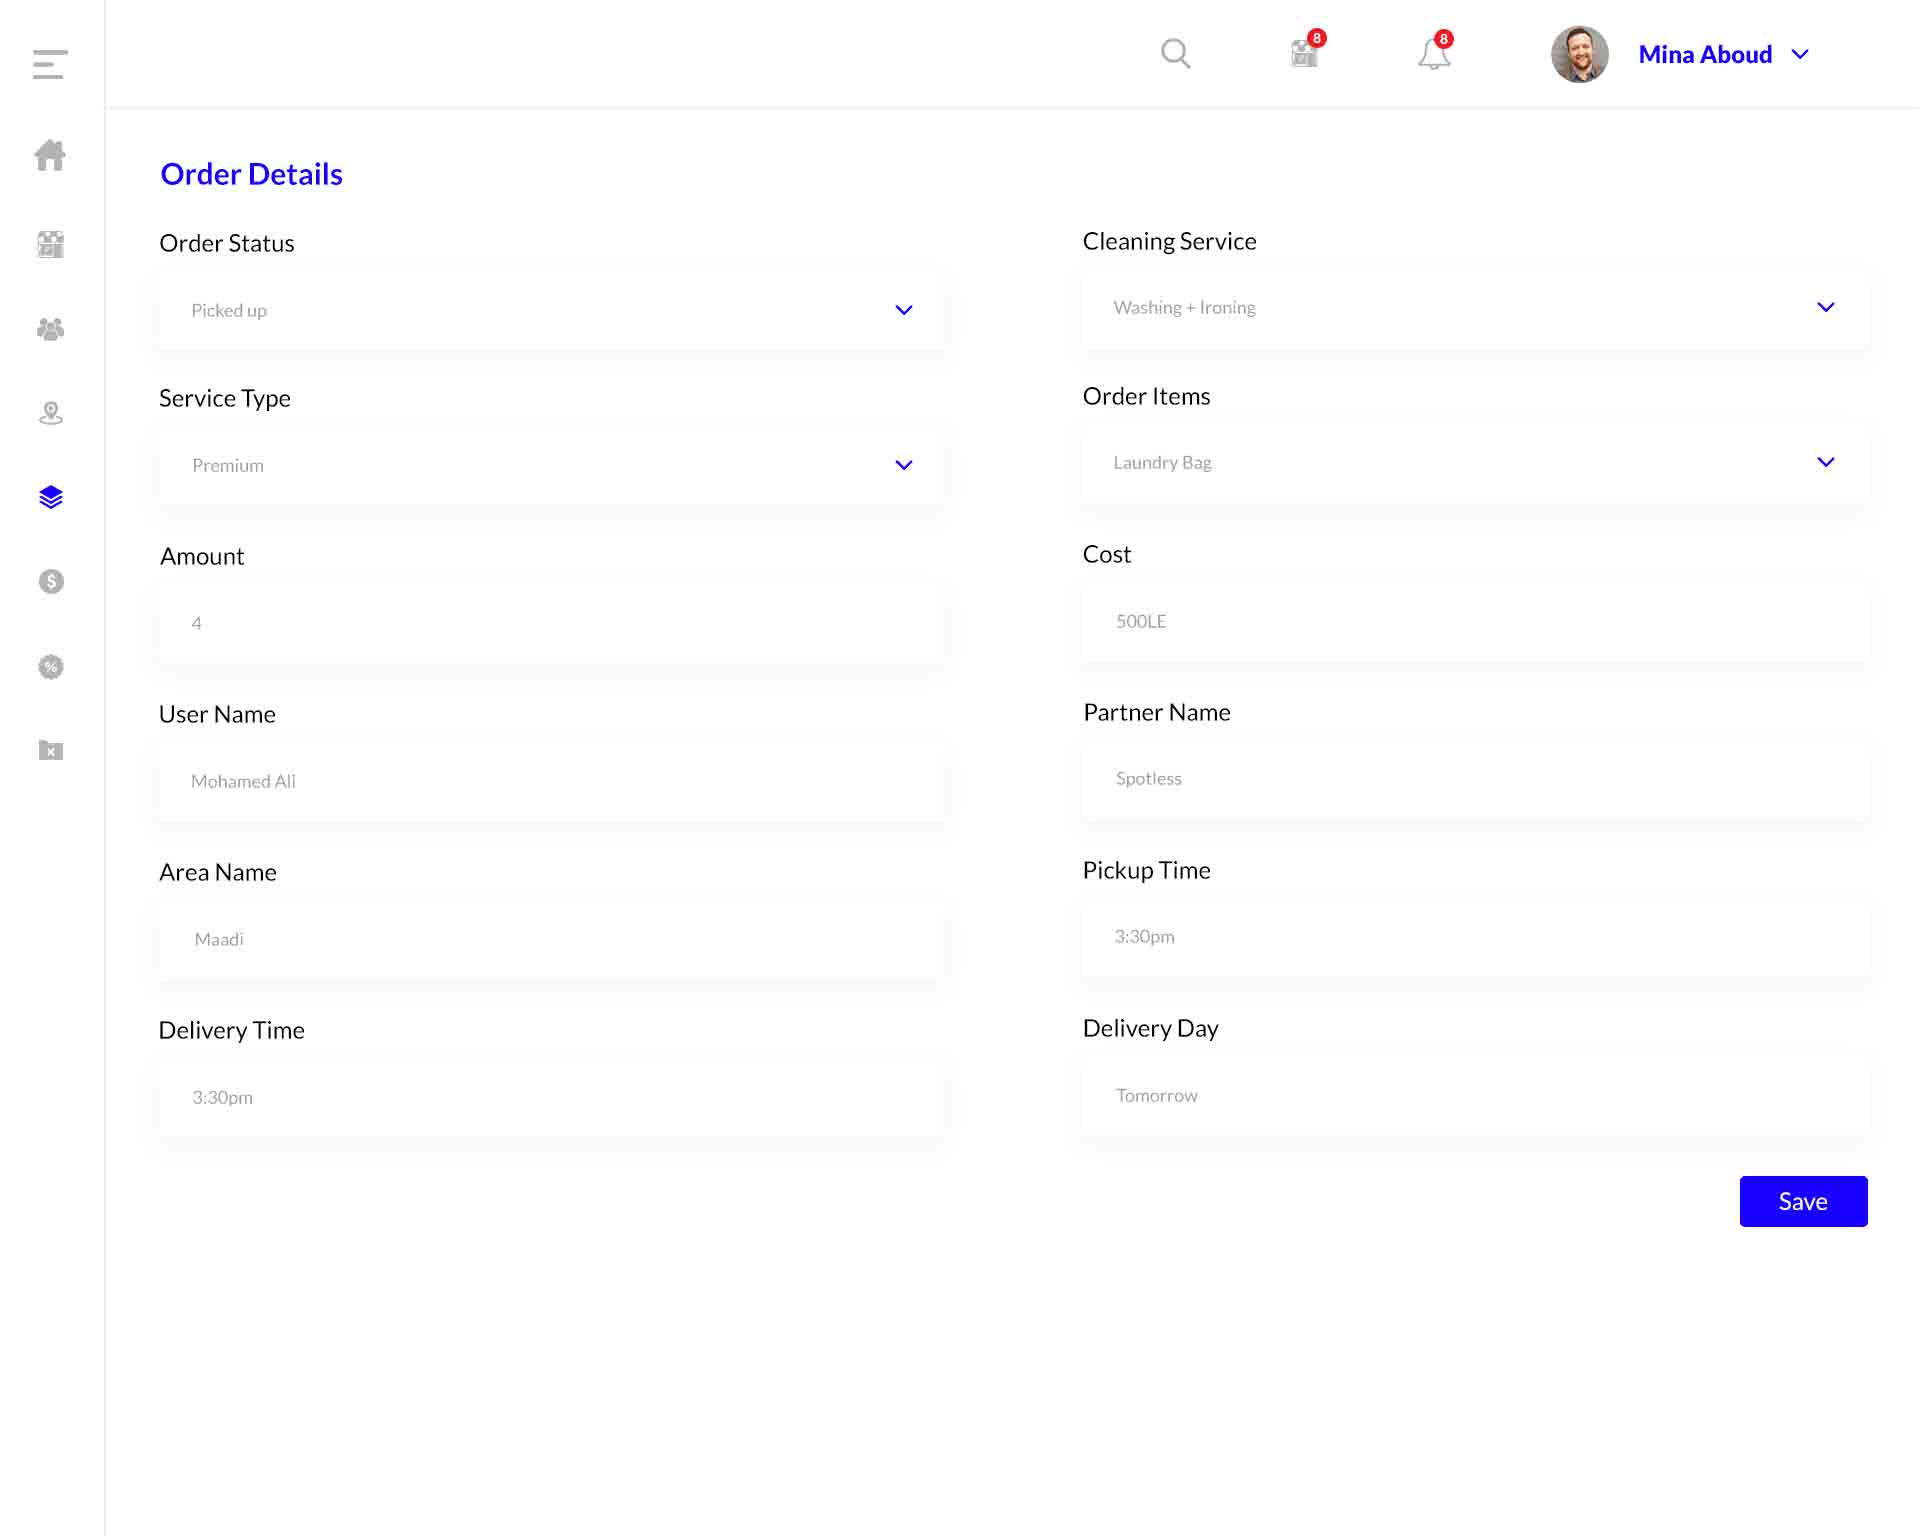 8
8
Mina Aboud
Order Details
Order Status
Cleaning Service
Picked up
Washing + Ironing
Service Type
Order Items
Premium
Laundry Bag
Amount
Cost
4
500LE
User Name
Partner Name
Mohamed Ali
Spotless
Area Name
Pickup Time
Maadi
3:30pm
Delivery Time
Delivery Day
3:30pm
Tomorrow
Save
$
%
x